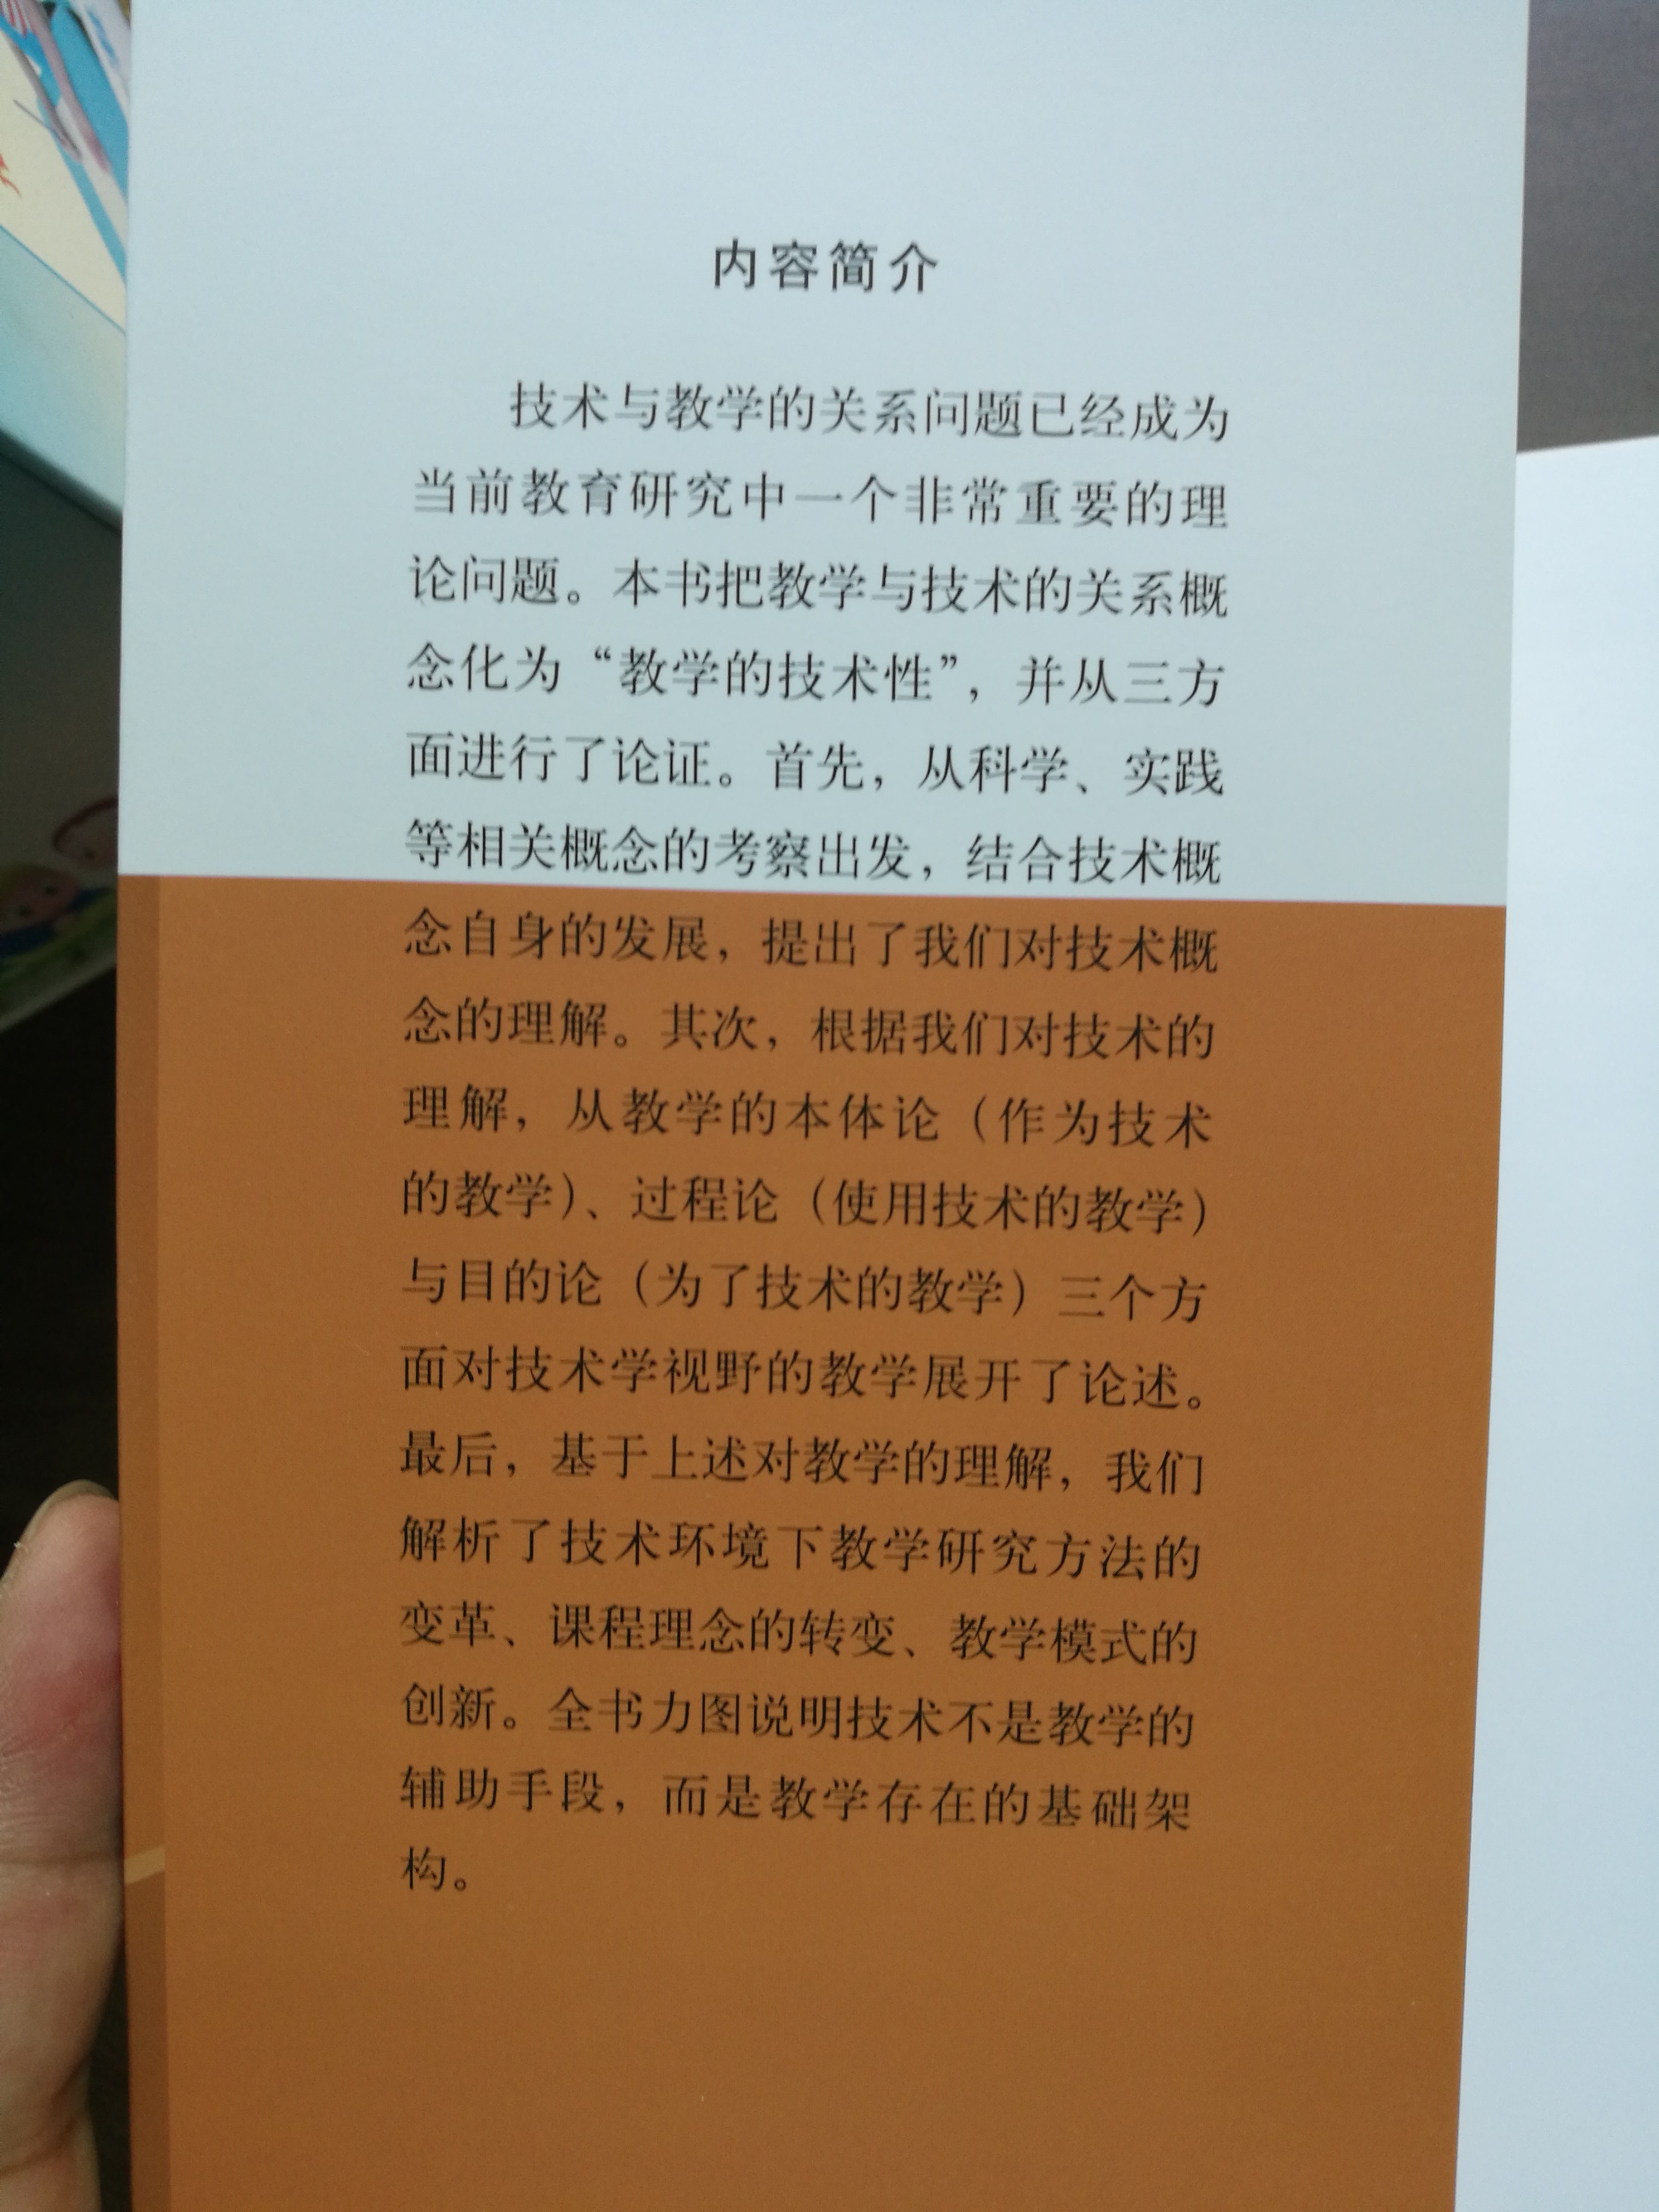 内容简介
技术与教学的关系问题已经成为
当前教育研究中一个非常重要的理
论问题。本书把教学与技术的关系概
念化为“教学的技术性”，并从三方
面进行了论证。首先，从科学、实践
等相关概念的考察出发，结合技术概
念自身的发展，提出了我们对技术概
念的理解。其次，根据我们对技术的
理解，从教学的本体论（作为技术
的教学）、过程论（使用技术的教学）
与目的论（为了技术的教学）三个方
面对技术学视野的教学展开了论述。
最后，基于上述对教学的理解，我们
解析了技术环境下教学研究方法的
变革、课程理念的转变、教学模式的
创新。全书力图说明技术不是教学的
辅助手段，而是教学存在的基础架
构。